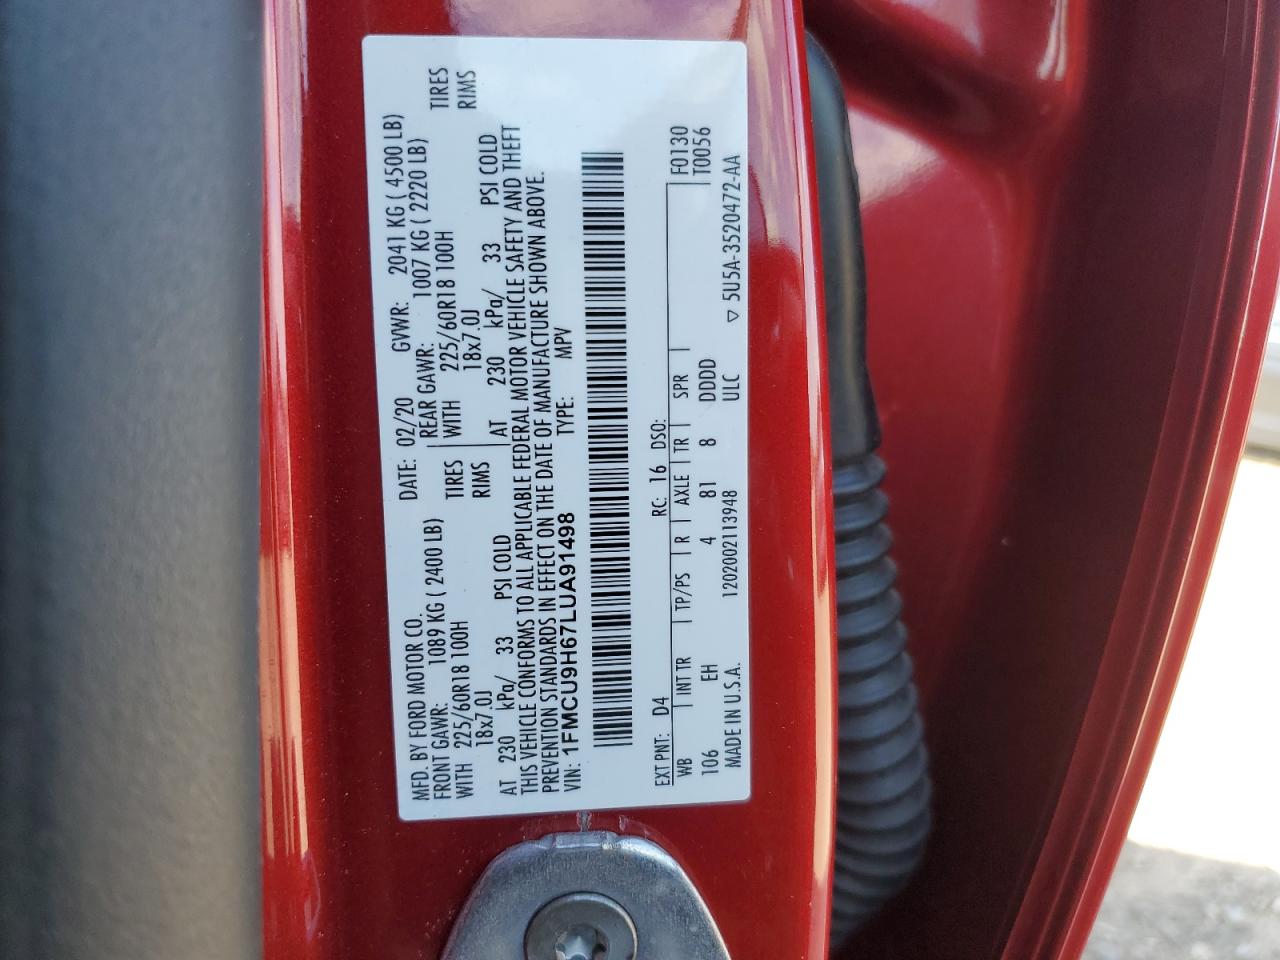 MFD. BY FORD MOTOR CO.
DATE: 02/20 GVWR: 2041 KG ( 4500 LB)
FRONT GAWR: 1089 KG ( 2400 LB) REAR GAWR: 1007 KG ( 2220 LB)
WITH 225/60R18 100H TIRES WITH 225/60R18 100H TIRES
18x7.0J RIMS 18x7.0J RIMS
AT 230 kPa/ 33 PSI COLD AT 230 kPa/ 33 PSI COLD
THIS VEHICLE CONFORMS TO ALL APPLICABLE FEDERAL MOTOR VEHICLE SAFETY AND THEFT
PREVENTION STANDARDS IN EFFECT ON THE DATE OF MANUFACTURE SHOWN ABOVE.
VIN: 1FMCU9H67LUA91498 TYPE: MPV
EXT PNT: D4 RC: 16 DSO: F0130
WB INT TR TP/PS R AXLE TR SPR T0056
106 EH 4 81 8 DDDD
MADE IN U.S.A. 1202002113948 ULC ▽ 5U5A-3520472-AA